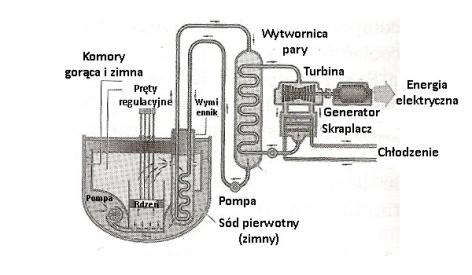 Wytwornica
pary
Komory
gorąca i zimna
Turbina
Pręty
regulacyjne
Wymi
ennik
Energia
elektryczna
Generator
Skraplacz
Chłodzenie
Pompa
Rdzeń
Pompa
Sód pierwotny
(zimny)